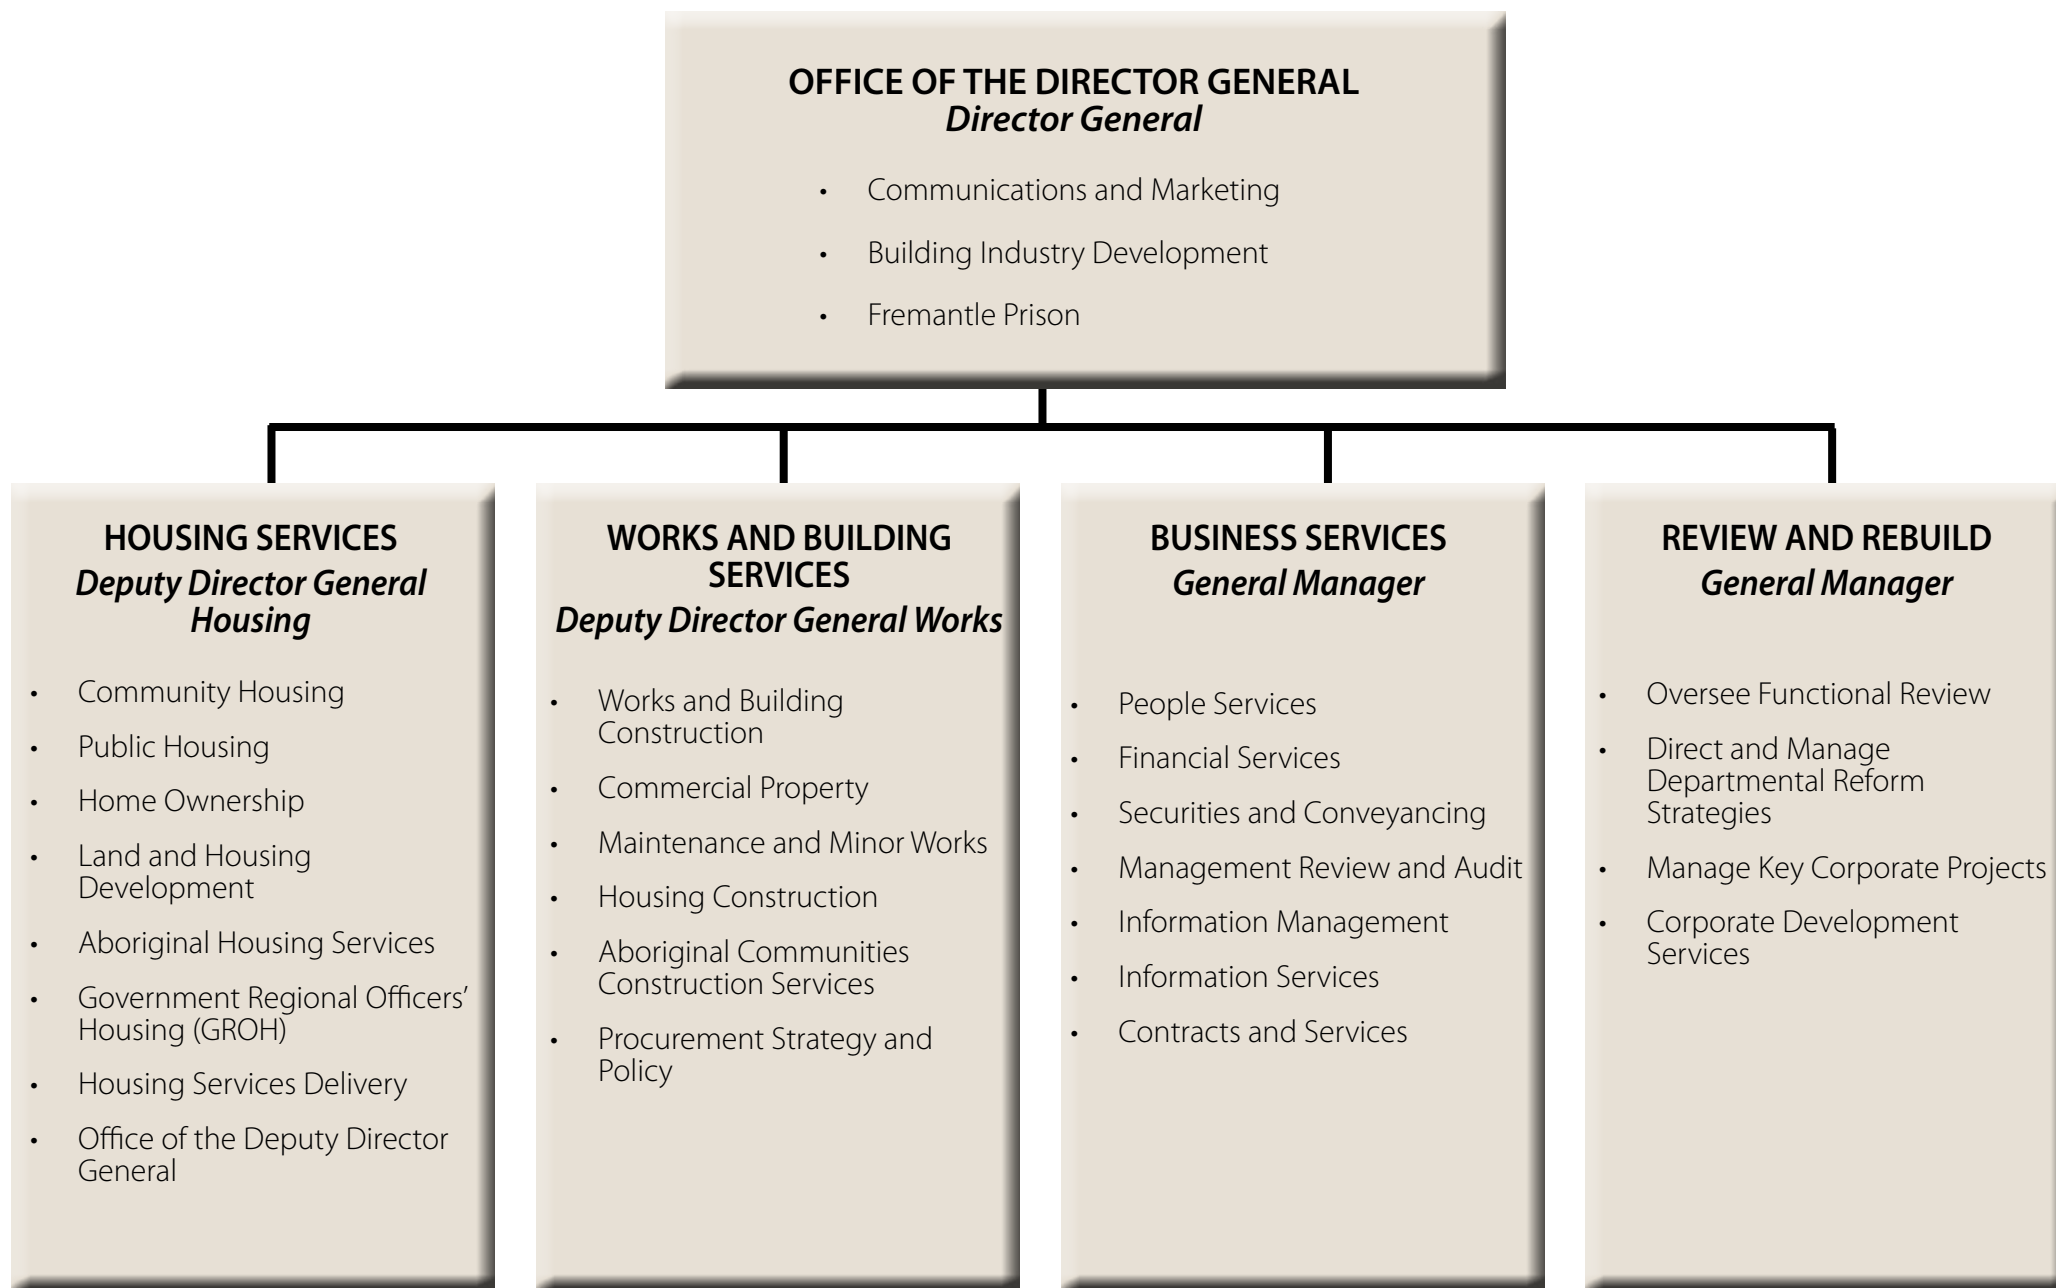 OFFICE OF THE DIRECTOR GENERAL
Director General
• Communications and Marketing
• Building Industry Development
• Fremantle Prison
HOUSING SERVICES
Deputy Director General
Housing
• Community Housing
• Public Housing
• Home Ownership
• Land and Housing
Development
• Aboriginal Housing Services
• Government Regional Officers’
Housing (GROH)
• Housing Services Delivery
• Office of the Deputy Director
General
WORKS AND BUILDING
SERVICES
Deputy Director General Works
• Works and Building
Construction
• Commercial Property
• Maintenance and Minor Works
• Housing Construction
• Aboriginal Communities
Construction Services
• Procurement Strategy and
Policy
BUSINESS SERVICES
General Manager
• People Services
• Financial Services
• Securities and Conveyancing
• Management Review and Audit
• Information Management
• Information Services
• Contracts and Services
REVIEW AND REBUILD
General Manager
• Oversee Functional Review
• Direct and Manage
Departmental Reform
Strategies
• Manage Key Corporate Projects
• Corporate Development
Services